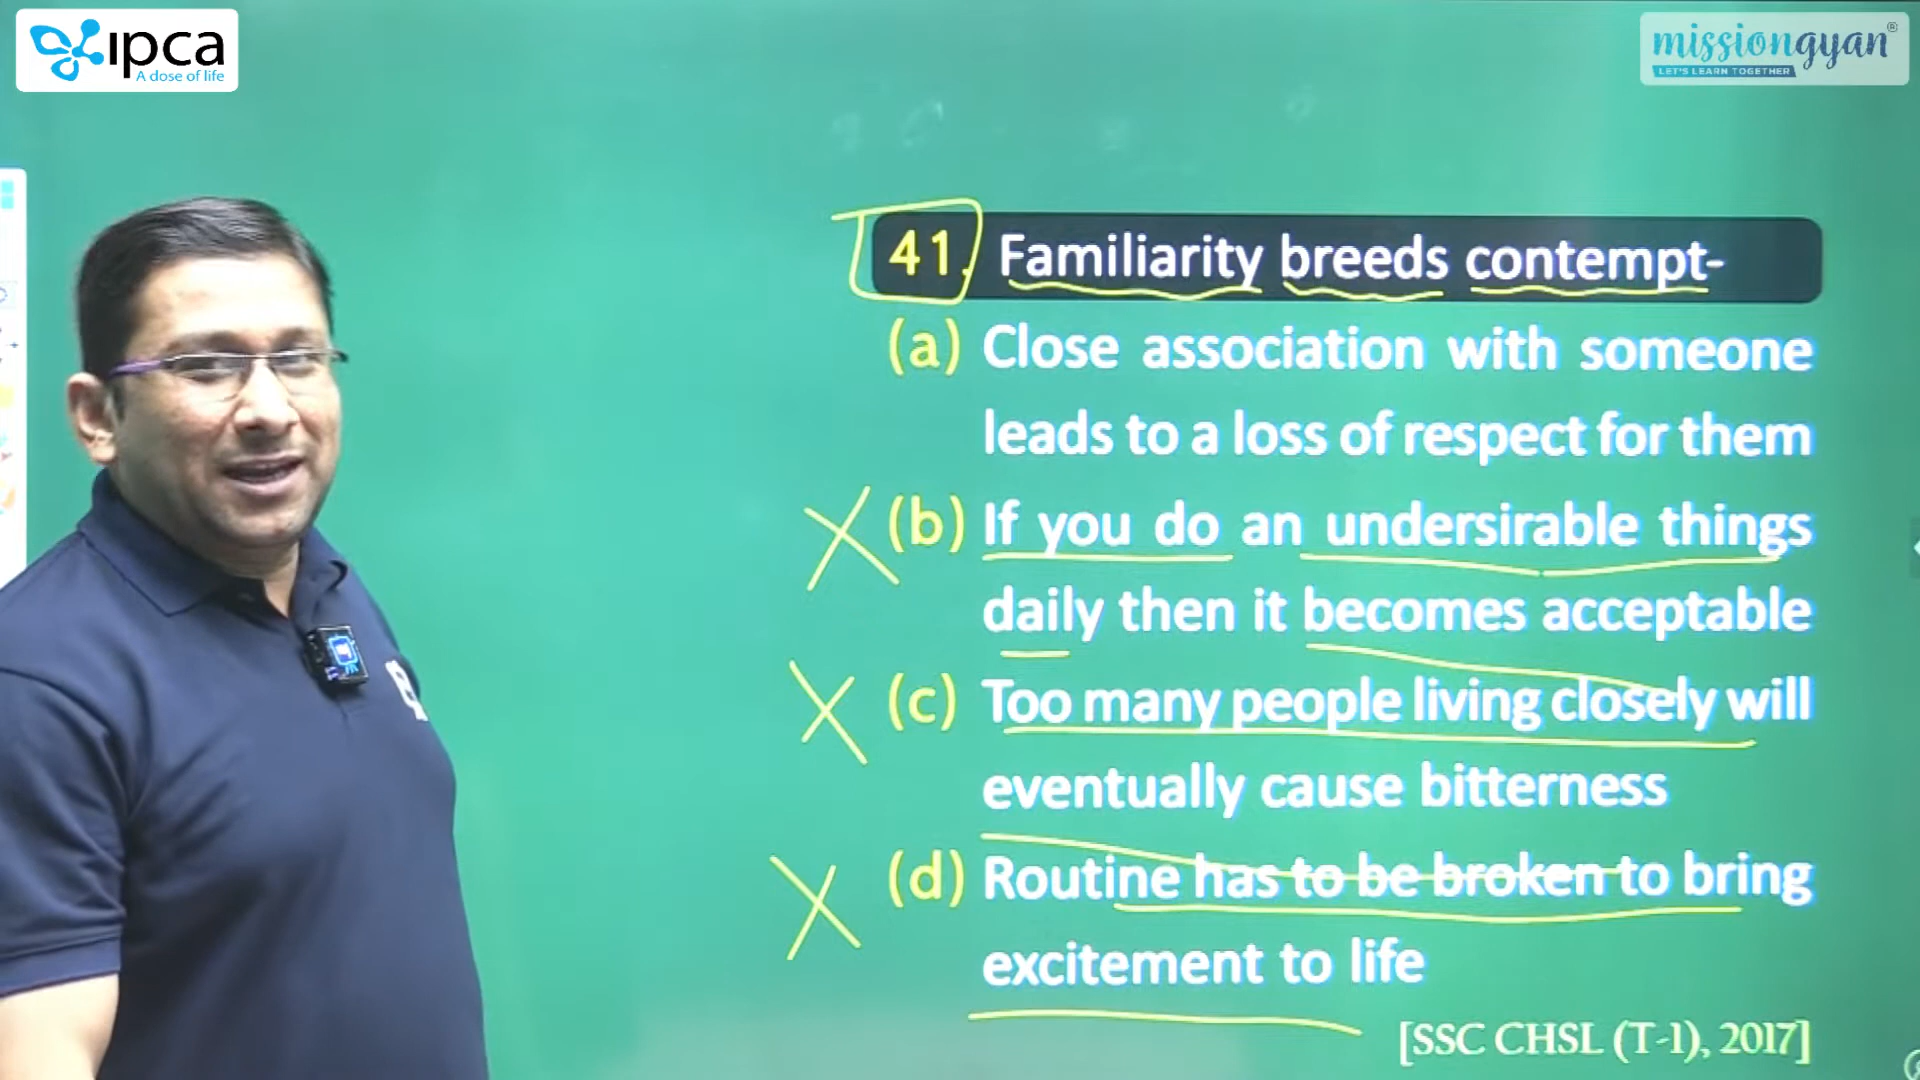 ipca
A dose of life
missiongyan®
LET'S LEARN TOGETHER
41. Familiarity breeds contempt-
(a) Close association with someone
leads to a loss of respect for them
(b) If you do an undersirable things
daily then it becomes acceptable
(c) Too many people living closely will
eventually cause bitterness
(d) Routine has to be broken to bring
excitement to life
[SSC CHSL (T-1), 2017]